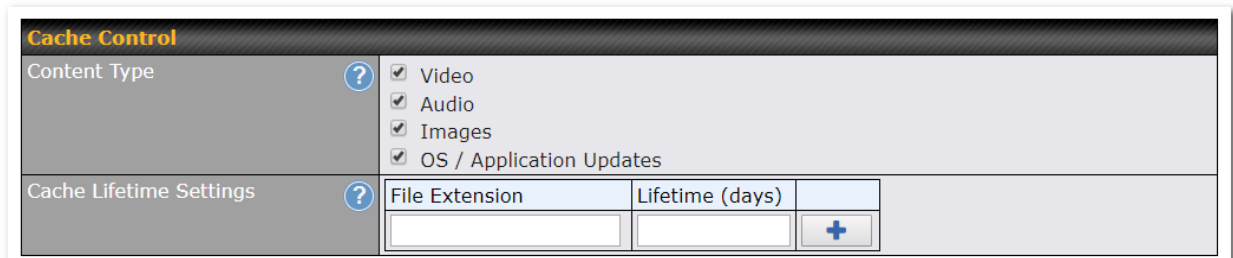 Cache Control
Content Type ? Video
Audio
Images
OS / Application Updates
Cache Lifetime Settings ? File Extension Lifetime (days)